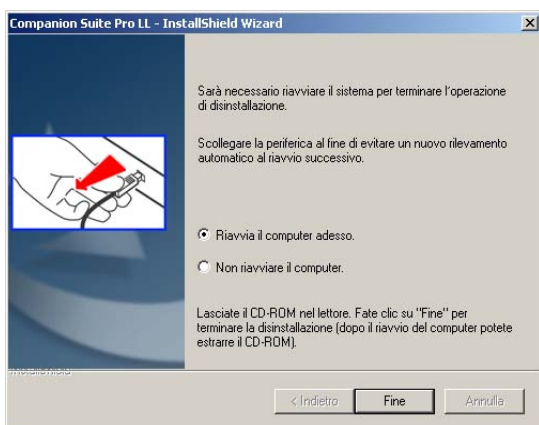 Companion Suite Pro LL - InstallShield Wizard
Sarà necessario riavviare il sistema per terminare l'operazione
di disinstallazione.
Scollegare la periferica al fine di evitare un nuovo rilevamento
automatico al riavvio successivo.
Riavvia il computer adesso.
Non riavviare il computer.
Lasciate il CD-ROM nel lettore. Fate clic su "Fine" per
terminare la disinstallazione (dopo il riavvio del computer potete
estrarre il CD-ROM).
InstallShield
< Indietro
Fine
Annulla